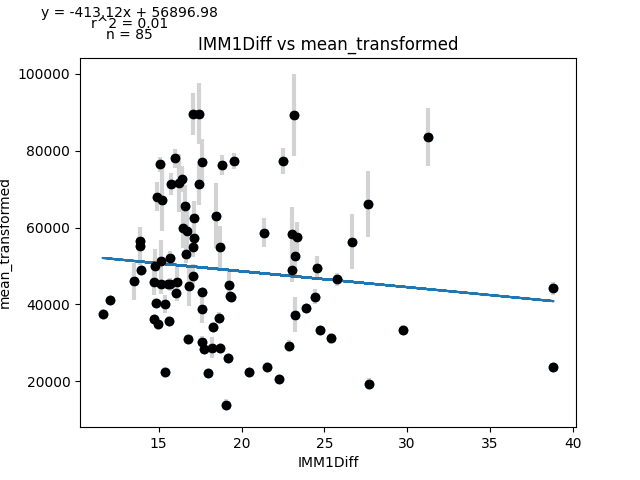 y = -413.12x + 56896.98
r^2 = 0.01
n = 85
IMM1Diff vs mean_transformed
100000
80000
60000
40000
20000
mean_transformed
15 20 25 30 35 40
IMM1Diff